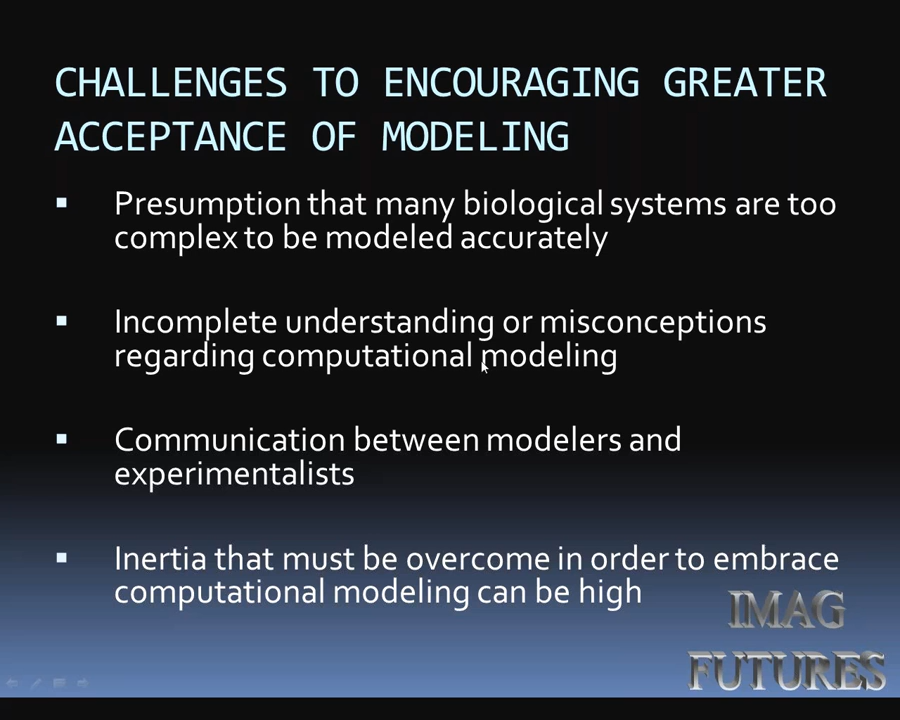 CHALLENGES TO ENCOURAGING GREATER
ACCEPTANCE OF MODELING
▪ Presumption that many biological systems are too
complex to be modeled accurately
▪ Incomplete understanding or misconceptions
regarding computational modeling
▪ Communication between modelers and
experimentalists
▪ Inertia that must be overcome in order to embrace
computational modeling can be high
IMAG
FUTURES